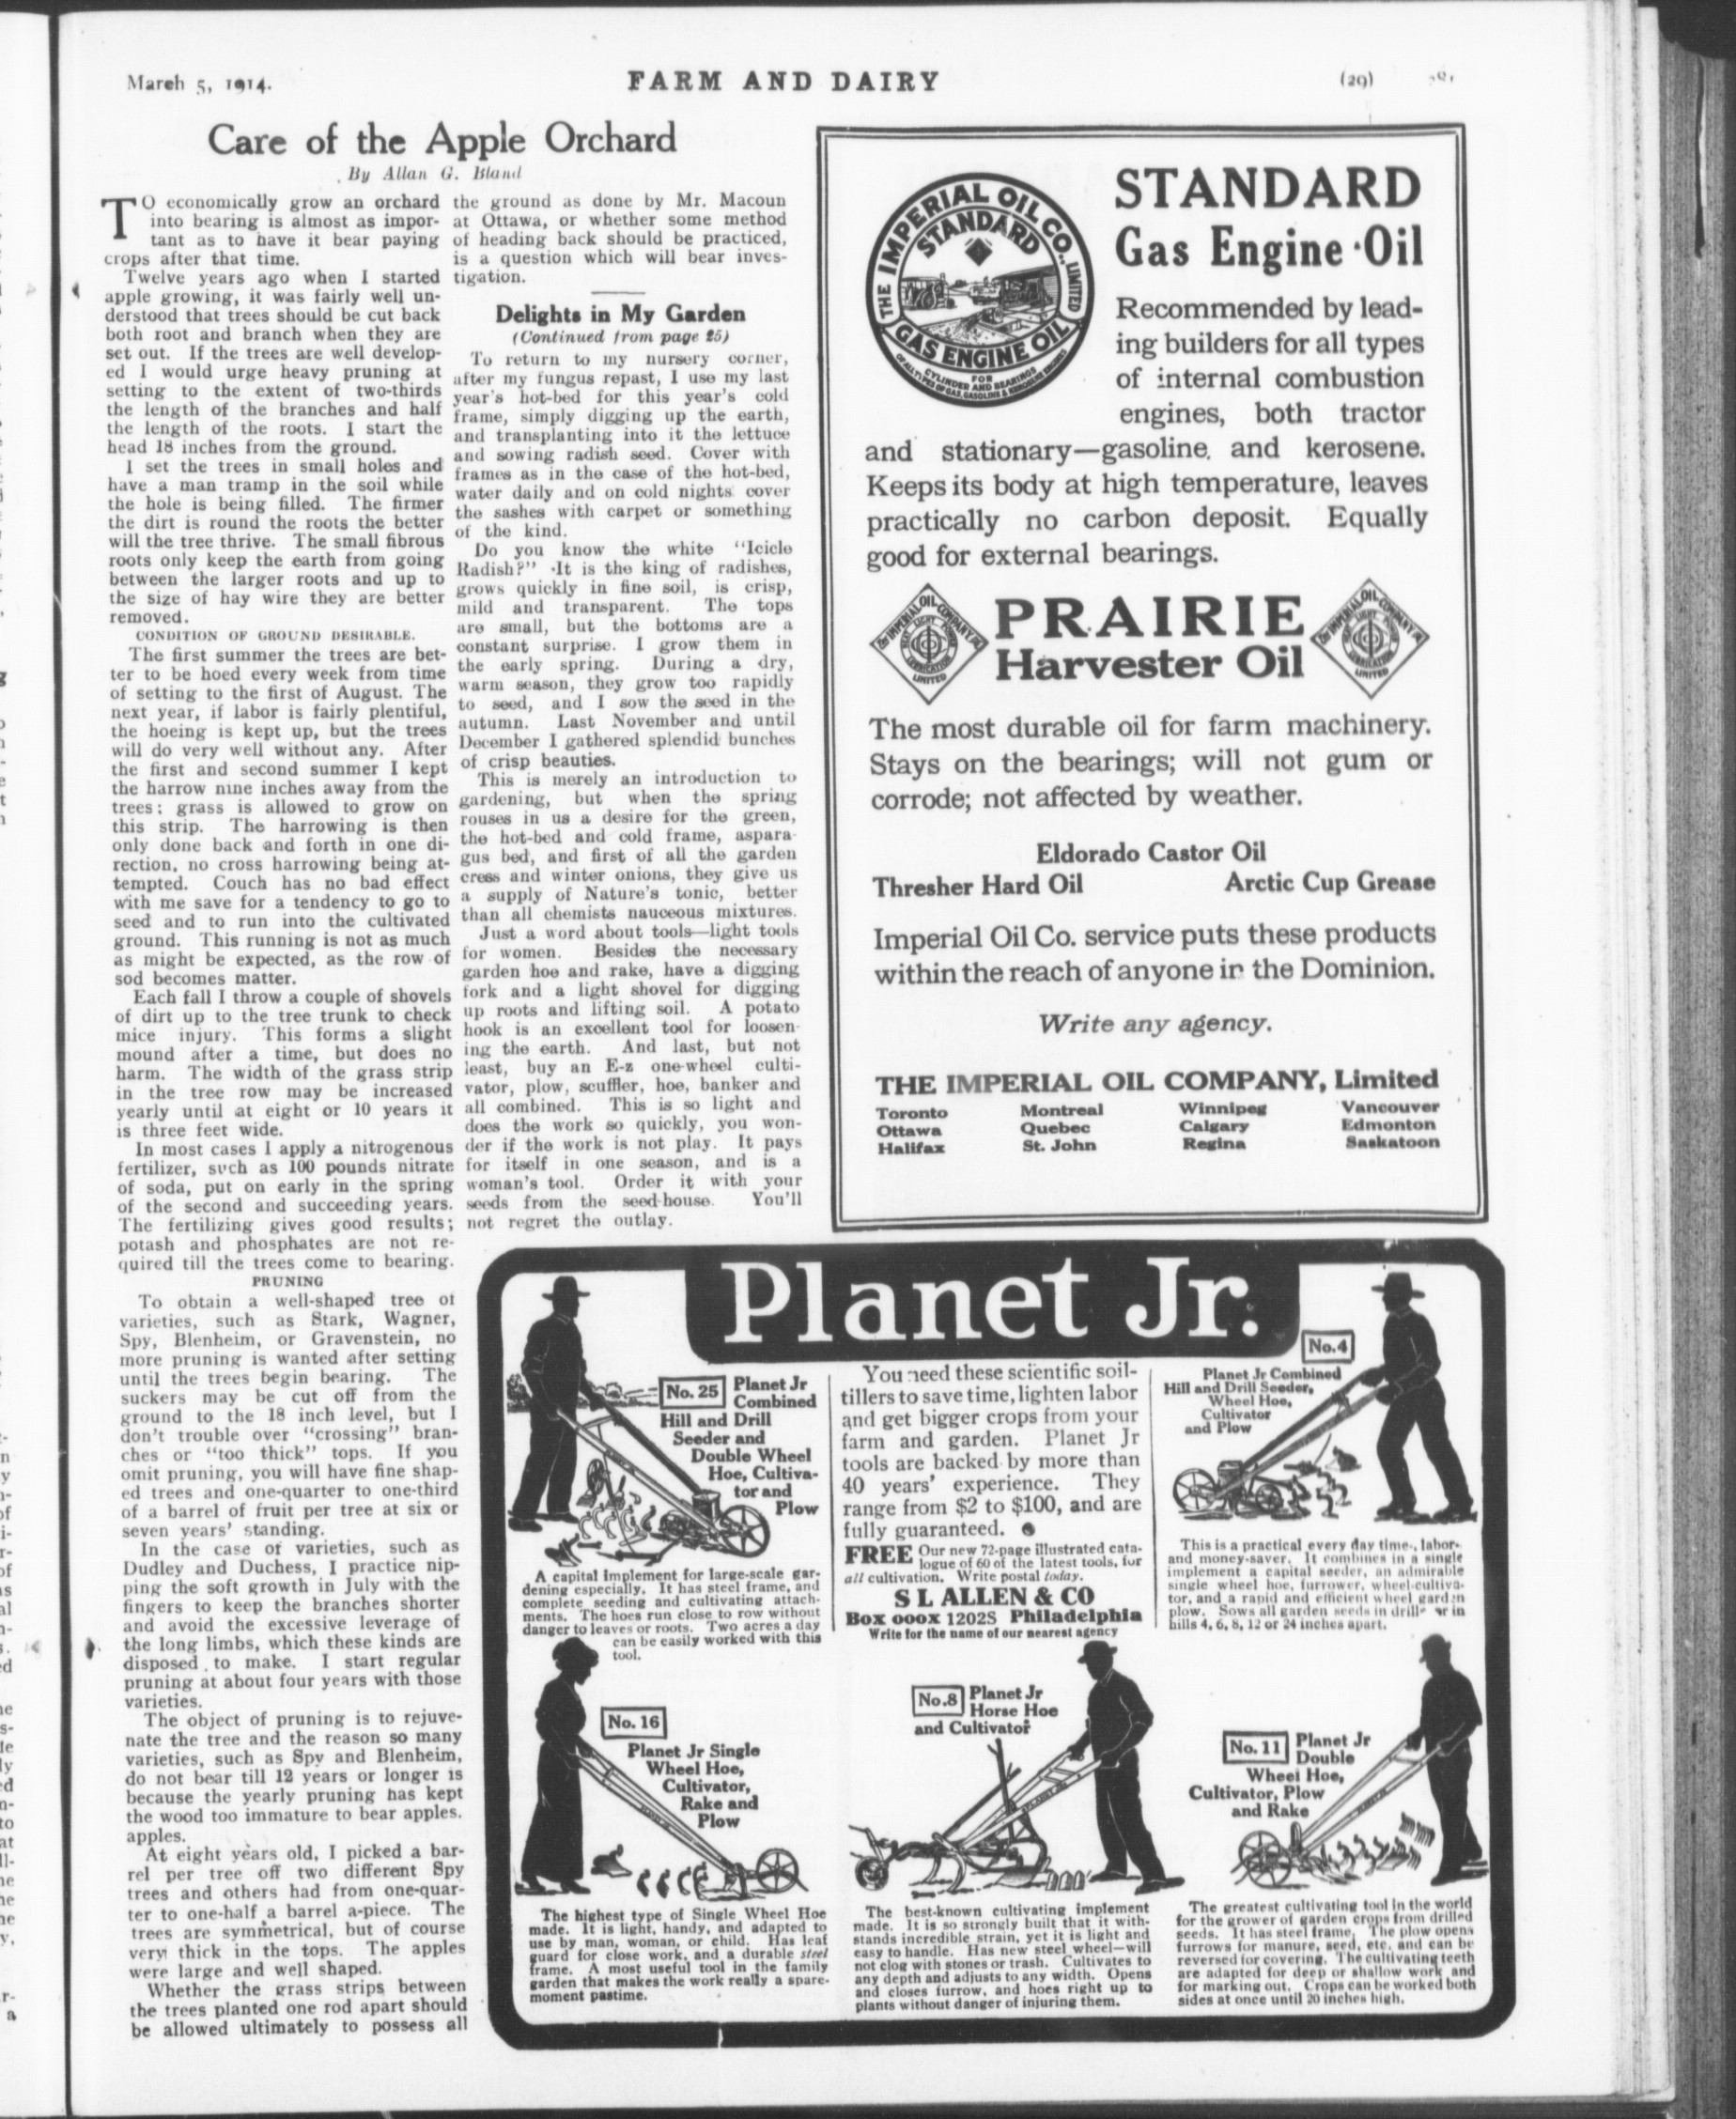 March 5, 1914.
FARM AND DAIRY
(29)
Care of the Apple Orchard
By Allan G. Bland
TO economically grow an orchard
into bearing is almost as impor-
tant as to have it bear paying
crops after that time.
Twelve years ago when I started
apple growing, it was fairly well un-
derstood that trees should be cut back
both root and branch when they are
set out. If the trees are well develop-
ed I would urge heavy pruning at
setting to the extent of two-thirds
the length of the branches and half
the length of the roots. I start the
head 18 inches from the ground.
I set the trees in small holes and
have a man tramp in the soil while
the hole is being filled. The firmer
the dirt is round the roots the better
will the tree thrive. The small fibrous
roots only keep the earth from going
between the larger roots and up to
the size of hay wire they are better
removed.
CONDITION OF GROUND DESIRABLE.
The first summer the trees are bet-
ter to be hoed every week from time
of setting to the first of August. The
next year, if labor is fairly plentiful,
the hoeing is kept up, but the trees
will do very well without any. After
the first and second summer I kept
the harrow nine inches away from the
trees; grass is allowed to grow on
this strip. The harrowing is then
only done back and forth in one di-
rection, no cross harrowing being at-
tempted. Couch has no bad effect
with me save for a tendency to go to
seed and to run into the cultivated
ground. This running is not as much
as might be expected, as the row of
sod becomes matter.
Each fall I throw a couple of shovels
of dirt up to the tree trunk to check
mice injury. This forms a slight
mound after a time, but does no
harm. The width of the grass strip
in the tree row may be increased
yearly until at eight or 10 years it
is three feet wide.
In most cases I apply a nitrogenous
fertilizer, such as 100 pounds nitrate
of soda, put on early in the spring
of the second and succeeding years.
The fertilizing gives good results;
potash and phosphates are not re-
quired till the trees come to bearing.
PRUNING
To obtain a well-shaped tree of
varieties, such as Stark, Wagner,
Spy, Blenheim, or Gravenstein, no
more pruning is wanted after setting
until the trees begin bearing. The
suckers may be cut off from the
ground to the 18 inch level, but I
don't trouble over "crossing" bran-
ches or "too thick" tops. If you
omit pruning, you will have fine shap-
ed trees and one-quarter to one-third
of a barrel of fruit per tree at six or
seven years' standing.
In the case of varieties, such as
Dudley and Duchess, I practice nip-
ping the soft growth in July with the
fingers to keep the branches shorter
and avoid the excessive leverage of
the long limbs, which these kinds are
disposed to make. I start regular
pruning at about four years with those
varieties.
The object of pruning is to rejuve-
nate the tree and the reason so many
varieties, such as Spy and Blenheim,
do not bear till 12 years or longer is
because the yearly pruning has kept
the wood too immature to bear apples.
apples.
At eight years old, I picked a bar-
rel per tree off two different Spy
trees and others had from one-quar-
ter to one-half a barrel a-piece. The
trees are symmetrical, but of course
very thick in the tops. The apples
were large and well shaped.
Whether the grass strips between
the trees planted one rod apart should
be allowed ultimately to possess all
the ground as done by Mr. Macoun
at Ottawa, or whether some method
of heading back should be practiced,
is a question which will bear inves-
tigation.
Delights in My Garden
(Continued from page 25)
To return to my nursery corner,
after my fungus repast, I use my last
year's hot-bed for this year's cold
frame, simply digging up the earth,
and transplanting into it the lettuce
and sowing radish seed. Cover with
frames as in the case of the hot-bed,
water daily and on cold nights cover
the sashes with carpet or something
of the kind.
Do you know the white "Icicle
Radish?" It is the king of radishes,
grows quickly in fine soil, is crisp,
mild and transparent. The tops
are small, but the bottoms are a
constant surprise. I grow them in
the early spring. During a dry,
warm season, they grow too rapidly
to seed, and I sow the seed in the
autumn. Last November and until
December I gathered splendid bunches
of crisp beauties.
This is merely an introduction to
gardening, but when the spring
rouses in us a desire for the green,
the hot-bed and cold frame, aspara-
gus bed, and first of all the garden
cress and winter onions, they give us
a supply of Nature's tonic, better
than all chemists nauceous mixtures.
Just a word about tools—light tools
for women. Besides the necessary
garden hoe and rake, have a digging
fork and a light shovel for digging
up roots and lifting soil. A potato
hook is an excellent tool for loosen-
ing the earth. And last, but not
least, buy an E-z one-wheel culti-
vator, plow, scuffler, hoe, banker and
all combined. This is so light and
does the work so quickly, you won-
der if the work is not play. It pays
for itself in one season, and is a
woman's tool. Order it with your
seeds from the seed-house. You'll
not regret the outlay.
THE IMPERIAL OIL CO., LIMITED
STANDARD
GAS ENGINE OIL
FOR
CYLINDER AND BEARINGS
OF ALL TYPES OF GAS, GASOLINE & KEROSENE ENGINES
STANDARD
Gas Engine Oil
Recommended by lead-
ing builders for all types
of internal combustion
engines, both tractor
and stationary—gasoline and kerosene.
Keeps its body at high temperature, leaves
practically no carbon deposit. Equally
good for external bearings.
The IMPERIAL OIL COMPANY
LIMITED
PRAIRIE
Harvester Oil
The IMPERIAL OIL COMPANY
LIMITED
The most durable oil for farm machinery.
Stays on the bearings; will not gum or
corrode; not affected by weather.
Eldorado Castor Oil
Thresher Hard Oil Arctic Cup Grease
Imperial Oil Co. service puts these products
within the reach of anyone in the Dominion.
Write any agency.
THE IMPERIAL OIL COMPANY, Limited
Toronto Montreal Winnipeg Vancouver
Ottawa Quebec Calgary Edmonton
Halifax St. John Regina Saskatoon
Planet Jr.
No. 25
Planet Jr
Combined
Hill and Drill
Seeder and
Double Wheel
Hoe, Cultiva-
tor and
Plow
A capital implement for large-scale gar-
dening especially. It has steel frame, and
complete seeding and cultivating attach-
ments. The hoes run close to row without
danger to leaves or roots. Two acres a day
can be easily worked with this
tool.
You need these scientific soil-
tillers to save time, lighten labor
and get bigger crops from your
farm and garden. Planet Jr
tools are backed by more than
40 years' experience. They
range from $2 to $100, and are
fully guaranteed.
FREE Our new 72-page illustrated cata-
logue of 60 of the latest tools, for
all cultivation. Write postal today.
S L ALLEN & CO
Box ooox 1202S Philadelphia
Write for the name of our nearest agency
No. 4
Planet Jr Combined
Hill and Drill Seeder,
Wheel Hoe,
Cultivator
and Plow
This is a practical every day time-, labor-
and money-saver. It combines in a single
implement a capital seeder, an admirable
single wheel hoe, furrower, wheel-cultiva-
tor, and a rapid and efficient wheel garden
plow. Sows all garden seeds in drills or in
hills 4, 6, 8, 12 or 24 inches apart.
No. 16
Planet Jr Single
Wheel Hoe,
Cultivator,
Rake and
Plow
The highest type of Single Wheel Hoe
made. It is light, handy, and adapted to
use by man, woman, or child. Has leaf
guard for close work, and a durable steel
frame. A most useful tool in the family
garden that makes the work really a spare-
moment pastime.
No. 8
Planet Jr
Horse Hoe
and Cultivator
The best-known cultivating implement
made. It is so strongly built that it with-
stands incredible strain, yet it is light and
easy to handle. Has new steel wheel—will
not clog with stones or trash. Cultivates to
any depth and adjusts to any width. Opens
and closes furrow, and hoes right up to
plants without danger of injuring them.
No. 11
Planet Jr
Double
Wheel Hoe,
Cultivator, Plow
and Rake
The greatest cultivating tool in the world
for the grower of garden crops from drilled
seeds. It has steel frame. The plow opens
furrows for manure, seed, etc. and can be
reversed for covering. The cultivating teeth
are adapted for deep or shallow work and
for marking out. Crops can be worked both
sides at once until 20 inches high.